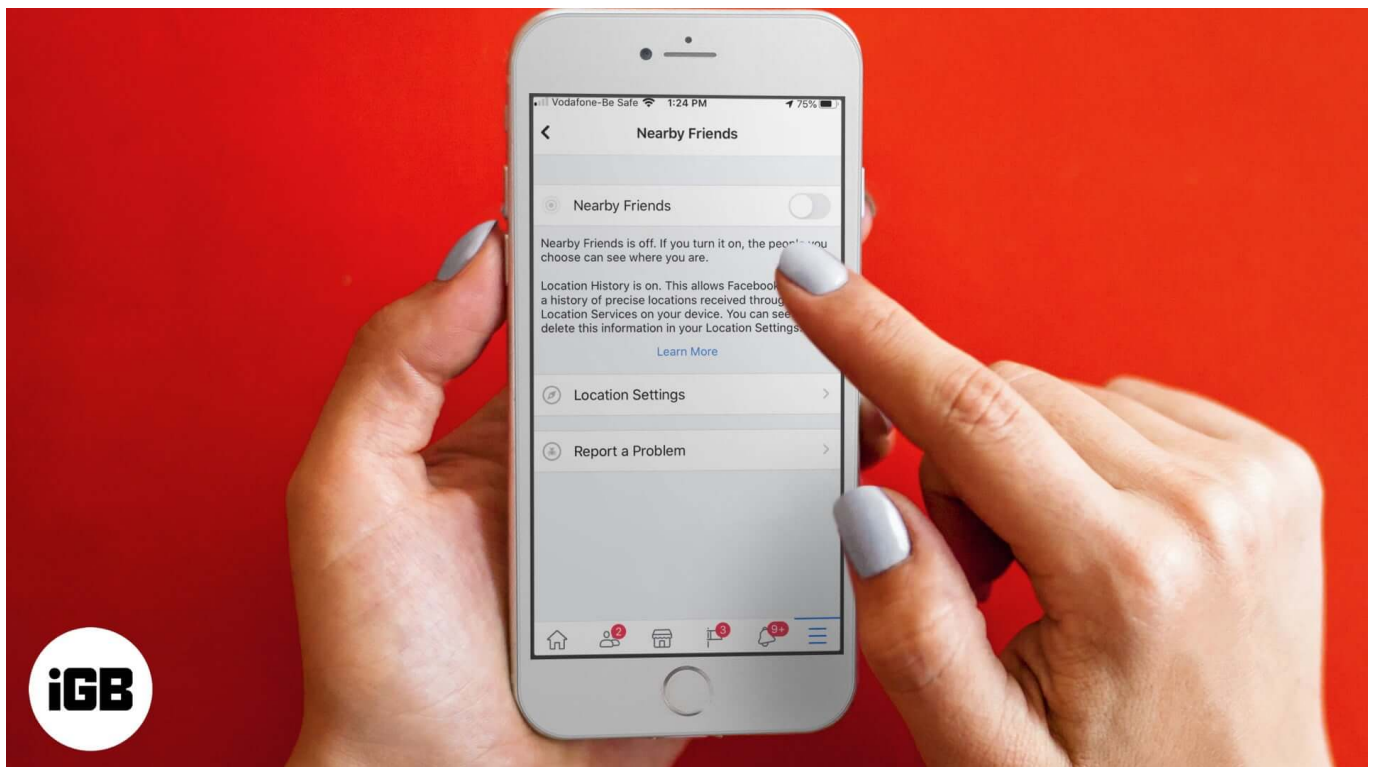 Vodafone-Be Safe 1:24 PM 75%
Nearby Friends
Nearby Friends
Nearby Friends is off. If you turn it on, the people you
choose can see where you are.
Location History is on. This allows Facebook
a history of precise locations received
Location Services on your device. You can see
delete this information in your Location Settings
Learn More
Location Settings
Report a Problem
2 3 9+
iGB